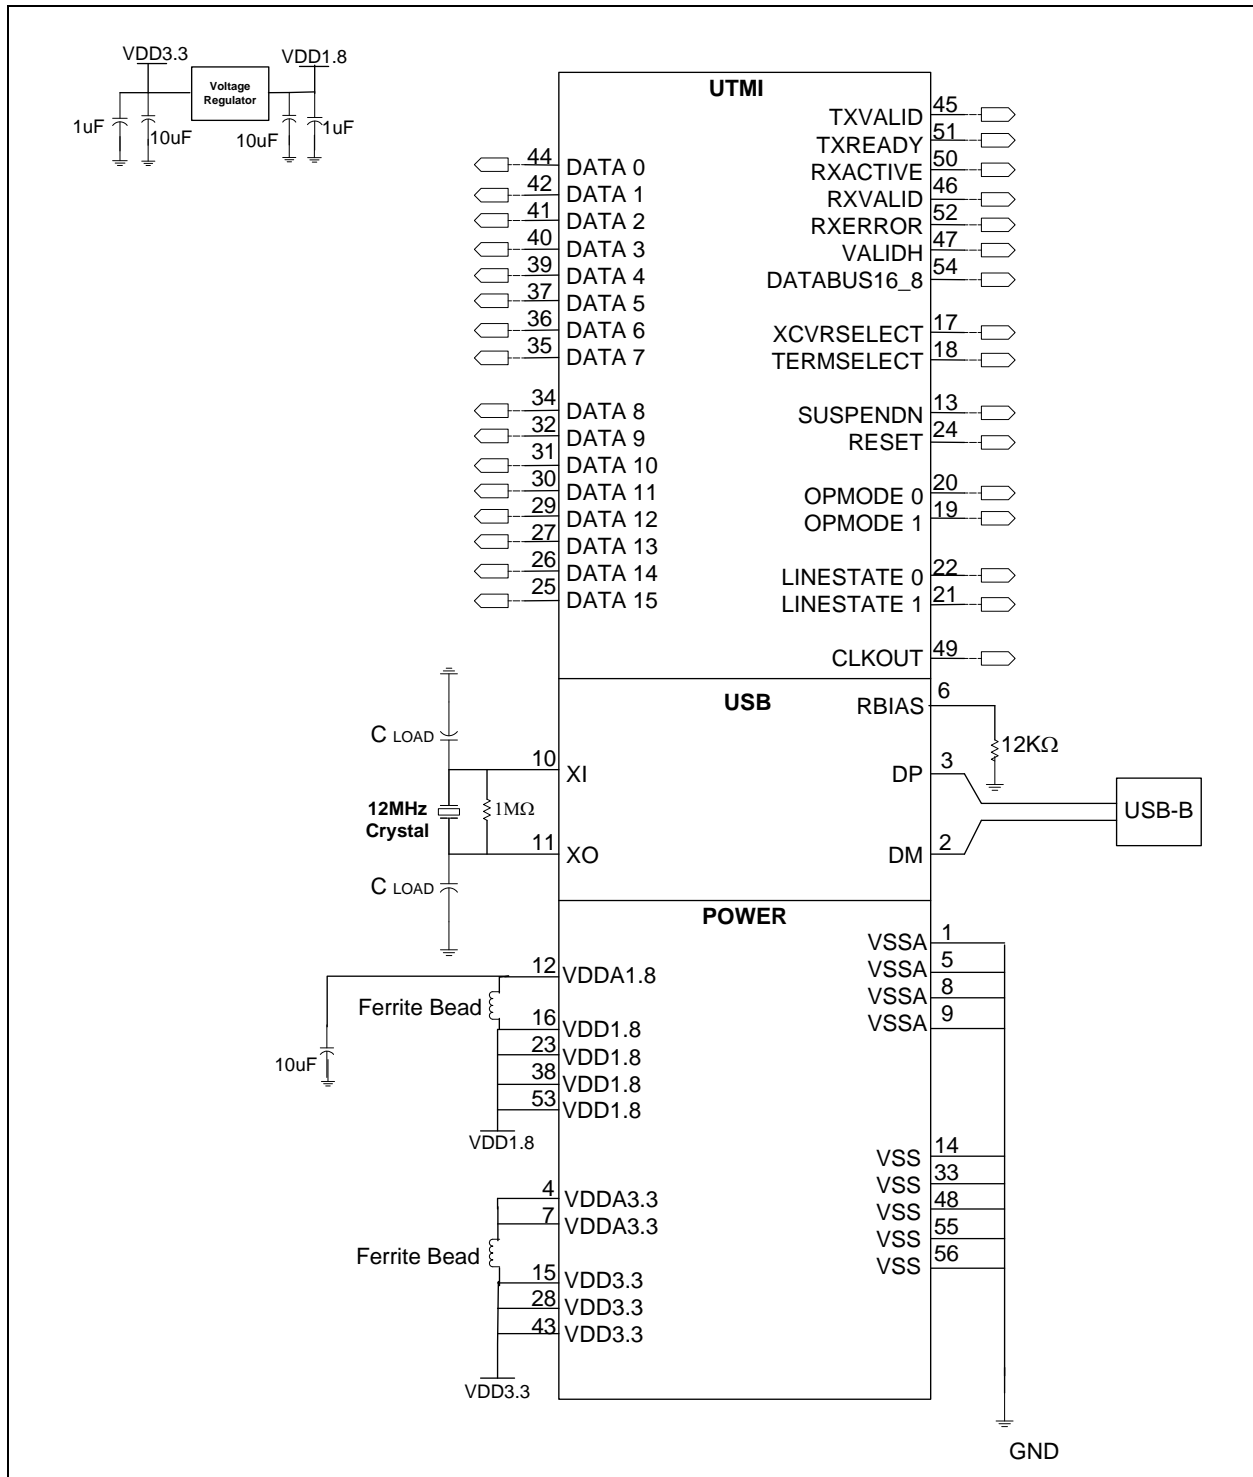 VDD3.3
VDD1.8
Voltage
Regulator
1uF
10uF
10uF
1uF
UTMI
44
DATA 0
42
DATA 1
41
DATA 2
40
DATA 3
39
DATA 4
37
DATA 5
36
DATA 6
35
DATA 7
34
DATA 8
32
DATA 9
31
DATA 10
30
DATA 11
29
DATA 12
27
DATA 13
26
DATA 14
25
DATA 15
TXVALID
45
TXREADY
51
RXACTIVE
50
RXVALID
46
RXERROR
52
VALIDH
47
DATABUS16_8
54
XCVRSELECT
17
TERMSELECT
18
SUSPENDN
13
RESET
24
OPMODE 0
20
OPMODE 1
19
LINESTATE 0
22
LINESTATE 1
21
CLKOUT
49
USB
C LOAD
10
XI
12MHz
Crystal
1MΩ
11
XO
C LOAD
RBIAS
6
12KΩ
DP
3
USB-B
DM
2
POWER
12
VDDA1.8
Ferrite Bead
16
VDD1.8
23
VDD1.8
10uF
38
VDD1.8
53
VDD1.8
VDD1.8
4
VDDA3.3
7
VDDA3.3
Ferrite Bead
15
VDD3.3
28
VDD3.3
43
VDD3.3
VDD3.3
VSSA
1
VSSA
5
VSSA
8
VSSA
9
VSS
14
VSS
33
VSS
48
VSS
55
VSS
56
GND